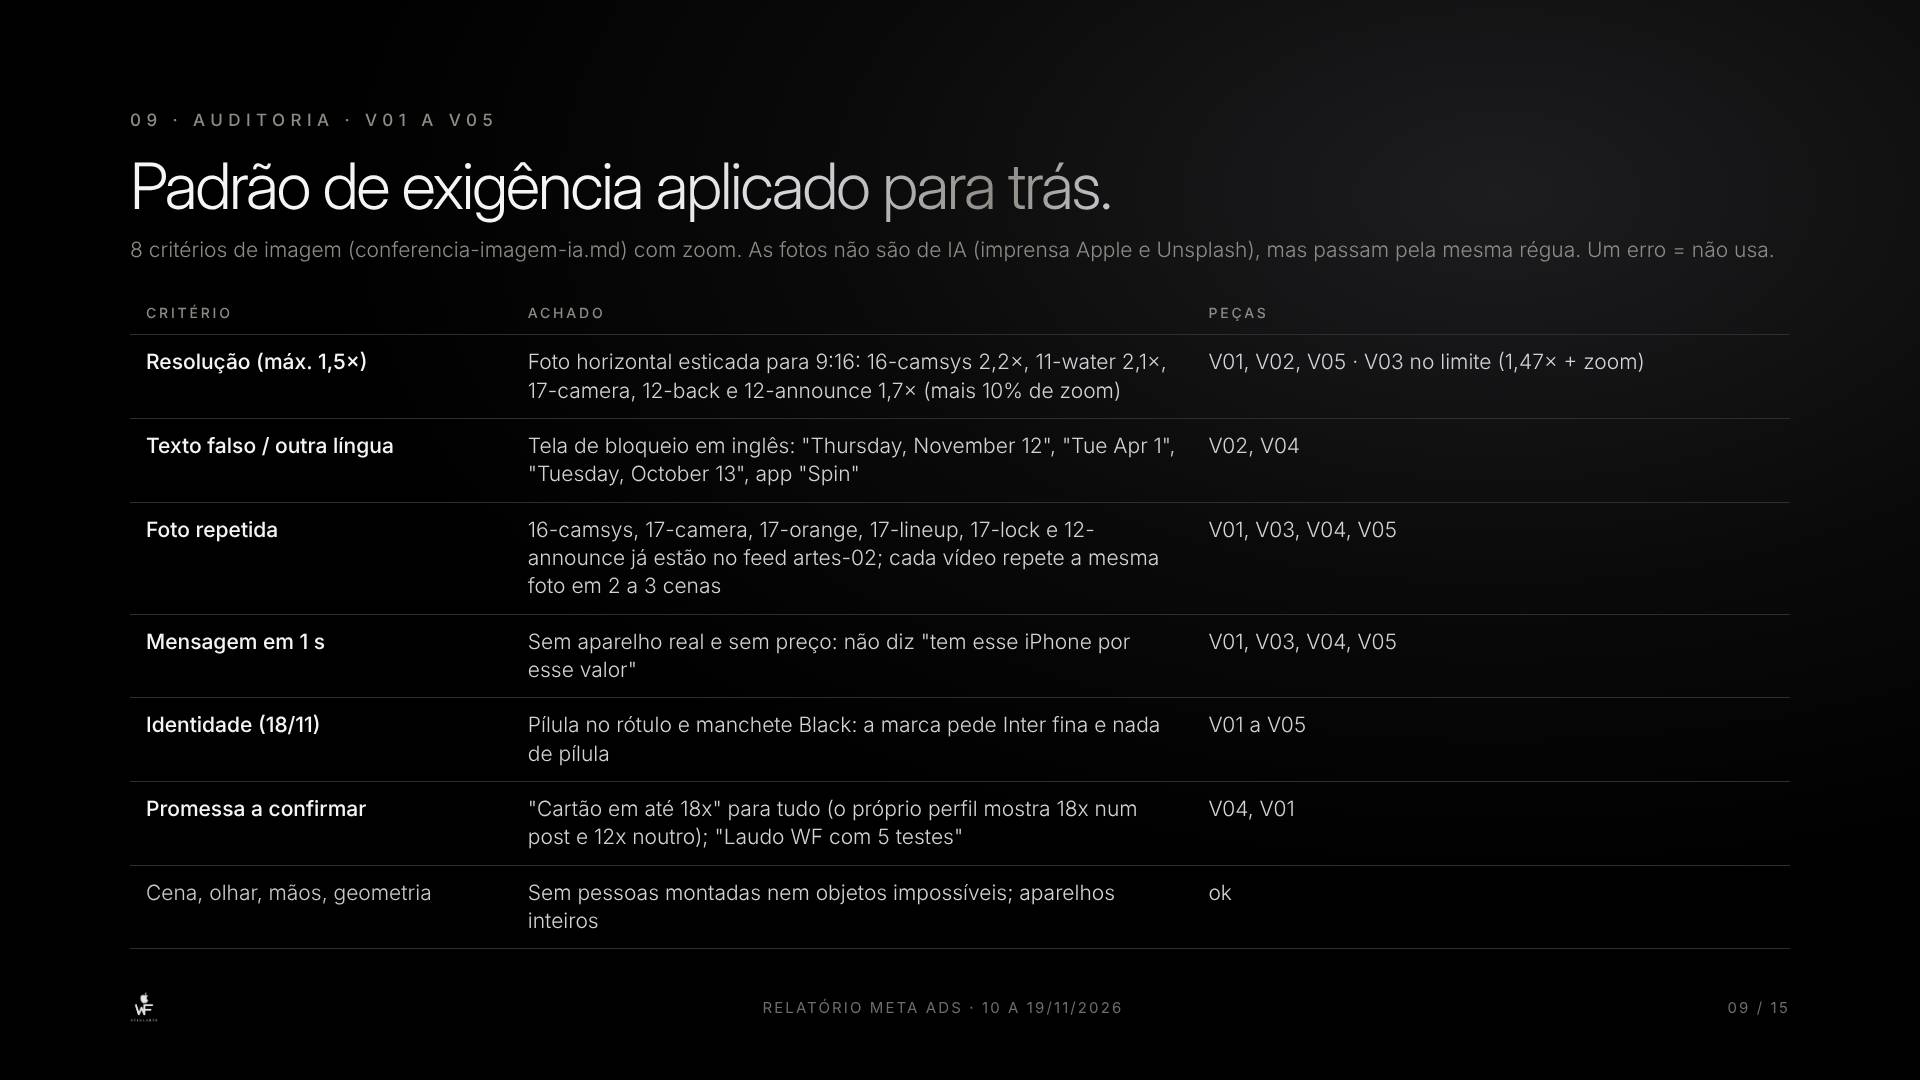 09 · AUDITORIA · V01 A V05
Padrão de exigência aplicado para trás.
8 critérios de imagem (conferencia-imagem-ia.md) com zoom. As fotos não são de IA (imprensa Apple e Unsplash), mas passam pela mesma régua. Um erro = não usa.
CRITÉRIO ACHADO PEÇAS
Resolução (máx. 1,5×)
Foto horizontal esticada para 9:16: 16-camsys 2,2×, 11-water 2,1×,
17-camera, 12-back e 12-announce 1,7× (mais 10% de zoom)
V01, V02, V05 · V03 no limite (1,47× + zoom)
Texto falso / outra língua
Tela de bloqueio em inglês: "Thursday, November 12", "Tue Apr 1",
"Tuesday, October 13", app "Spin"
V02, V04
Foto repetida
16-camsys, 17-camera, 17-orange, 17-lineup, 17-lock e 12-
announce já estão no feed artes-02; cada vídeo repete a mesma
foto em 2 a 3 cenas
V01, V03, V04, V05
Mensagem em 1 s
Sem aparelho real e sem preço: não diz "tem esse iPhone por
esse valor"
V01, V03, V04, V05
Identidade (18/11)
Pílula no rótulo e manchete Black: a marca pede Inter fina e nada
de pílula
V01 a V05
Promessa a confirmar
"Cartão em até 18x" para tudo (o próprio perfil mostra 18x num
post e 12x noutro); "Laudo WF com 5 testes"
V04, V01
Cena, olhar, mãos, geometria
Sem pessoas montadas nem objetos impossíveis; aparelhos
inteiros
ok
WF
RELATÓRIO META ADS · 10 A 19/11/2026
09 / 15